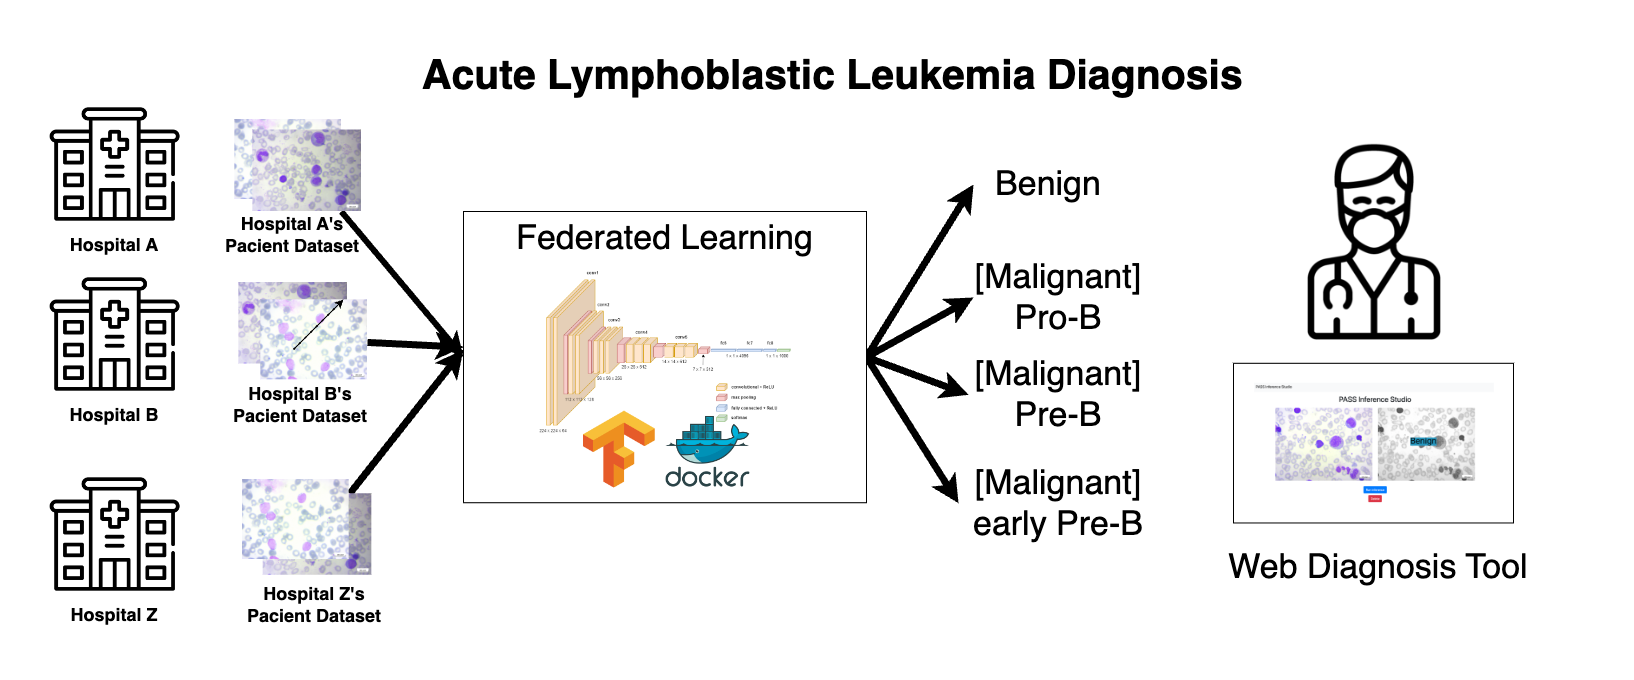 Acute Lymphoblastic Leukemia Diagnosis
Hospital A
Hospital A's
Pacient Dataset
Hospital B
Hospital B's
Pacient Dataset
Hospital Z
Hospital Z's
Pacient Dataset
Federated Learning
conv1
conv2
conv3
conv4
conv5
fc6
fc7
fc8
1 x 1 x 4096
1 x 1 x 1000
7 x 7 x 512
14 x 14 x 512
28 x 28 x 512
56 x 56 x 256
112 x 112 x 128
224 x 224 x 64
convolutional + ReLU
max pooling
fully connected + ReLU
softmax
docker
Benign
[Malignant]
Pro-B
[Malignant]
Pre-B
[Malignant]
early Pre-B
PASS Inference Studio
PASS Inference Studio
Benign
Web Diagnosis Tool